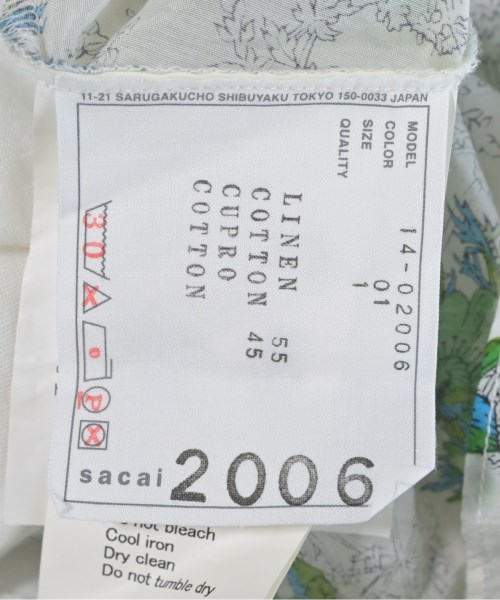 11-21 SARUGAKUCHO SHIBUYAKU TOKYO 150-0033 JAPAN
MODEL 14-02006
COLOR 01
SIZE 1
QUALITY
LINEN 55
COTTON 45
CUPRO
COTTON
30
P
sacai 2006
not bleach
Cool iron
Dry clean
Do not tumble dry